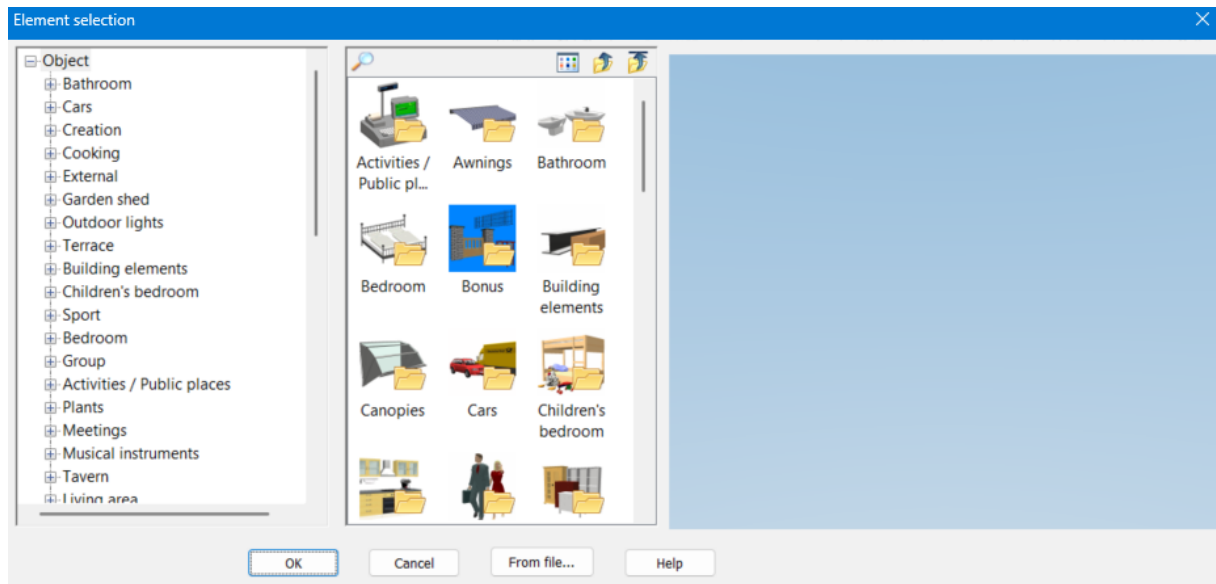 Element selection
Object
Bathroom
Cars
Creation
Cooking
External
Garden shed
Outdoor lights
Terrace
Building elements
Children's bedroom
Sport
Bedroom
Group
Activities / Public places
Plants
Meetings
Musical instruments
Tavern
Living area
Activities /
Public pl...
Awnings
Bathroom
Bedroom
Bonus
Building
elements
Canopies
Cars
Children's
bedroom
OK
Cancel
From file...
Help